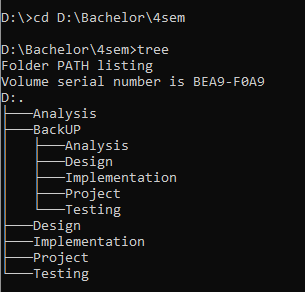 D:\>cd D:\Bachelor\4sem
D:\Bachelor\4sem>tree
Folder PATH listing
Volume serial number is BEA9-F0A9
D:.
├───Analysis
├───BackUP
│   ├───Analysis
│   ├───Design
│   ├───Implementation
│   ├───Project
│   └───Testing
├───Design
├───Implementation
├───Project
└───Testing